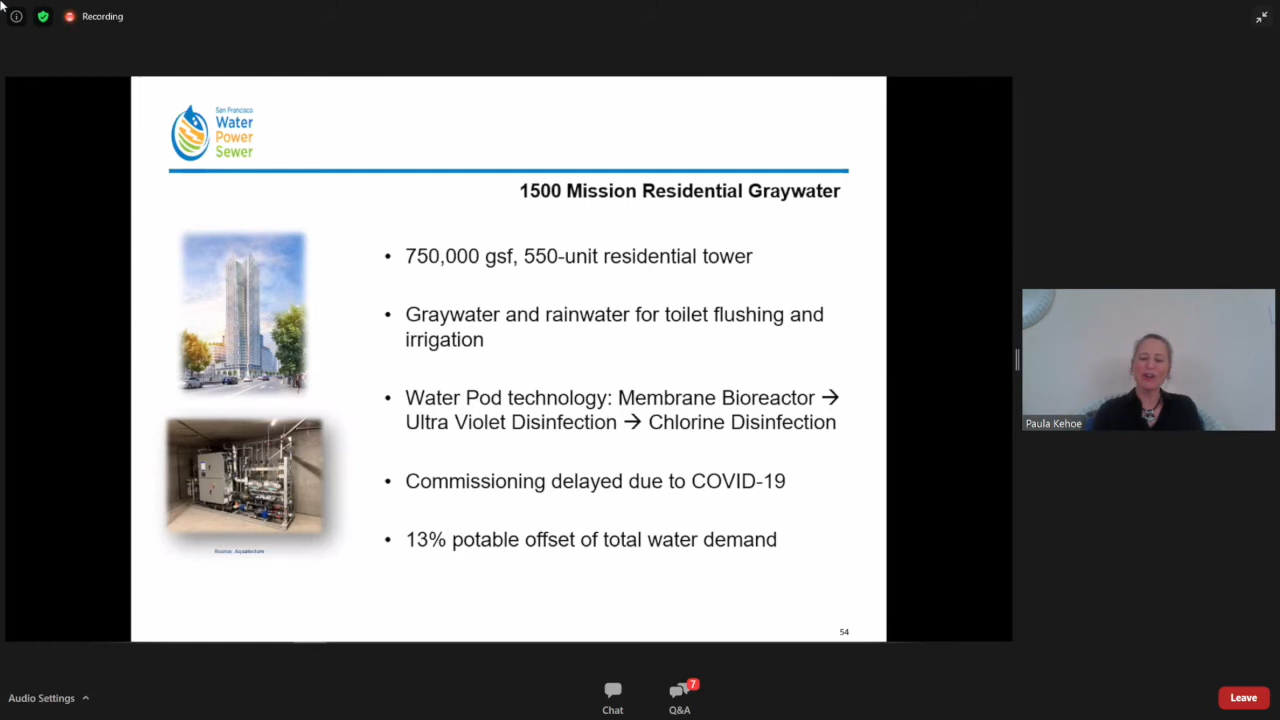 Recording
San Francisco
Water
Power
Sewer
1500 Mission Residential Graywater
• 750,000 gsf, 550-unit residential tower
• Graywater and rainwater for toilet flushing and
irrigation
• Water Pod technology: Membrane Bioreactor →
Ultra Violet Disinfection → Chlorine Disinfection
• Commissioning delayed due to COVID-19
• 13% potable offset of total water demand
Source: Aquatecture
54
Paula Kehoe
Audio Settings
Chat
7
Q&A
Leave